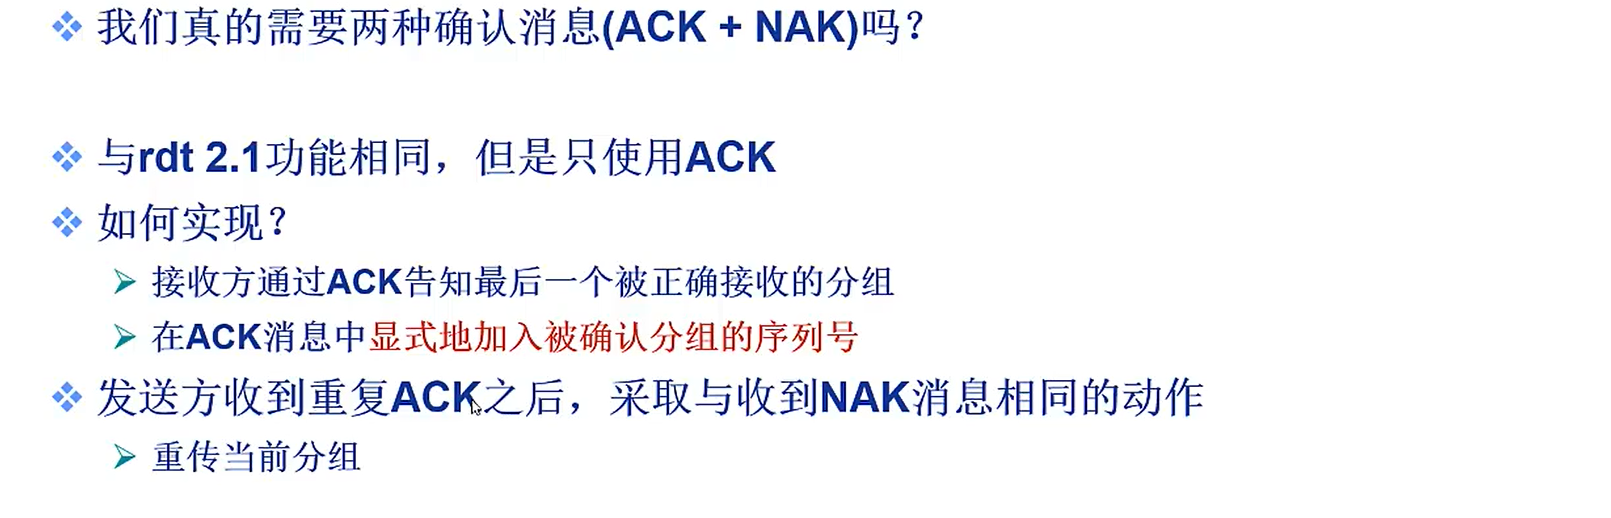 我们真的需要两种确认消息(ACK + NAK)吗？
与rdt 2.1功能相同，但是只使用ACK
如何实现？
接收方通过ACK告知最后一个被正确接收的分组
在ACK消息中显式地加入被确认分组的序列号
发送方收到重复ACK之后，采取与收到NAK消息相同的动作
重传当前分组